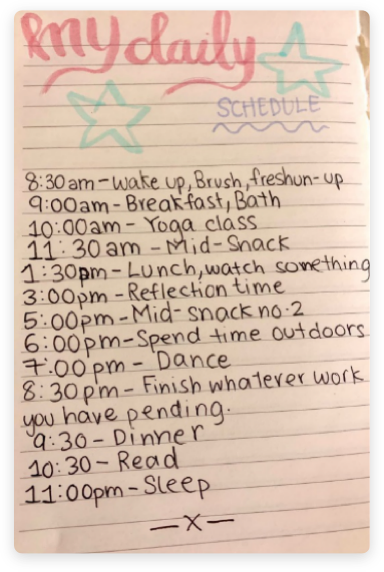 my daily
SCHEDULE
8:30am-wake up, Brush, freshun-up
9:00am-Breakfast, Bath
10:00am- Yoga class
11:30am-Mid-Snack
1:30pm-Lunch, watch something
3:00pm-Reflection time
5:00pm-Mid-snack no.2
6:00pm-Spend time outdoors
7:00pm- Dance
8:30pm- Finish whatever work
you have pending.
9:30- Dinner
10:30- Read
11:00pm-Sleep
-x-